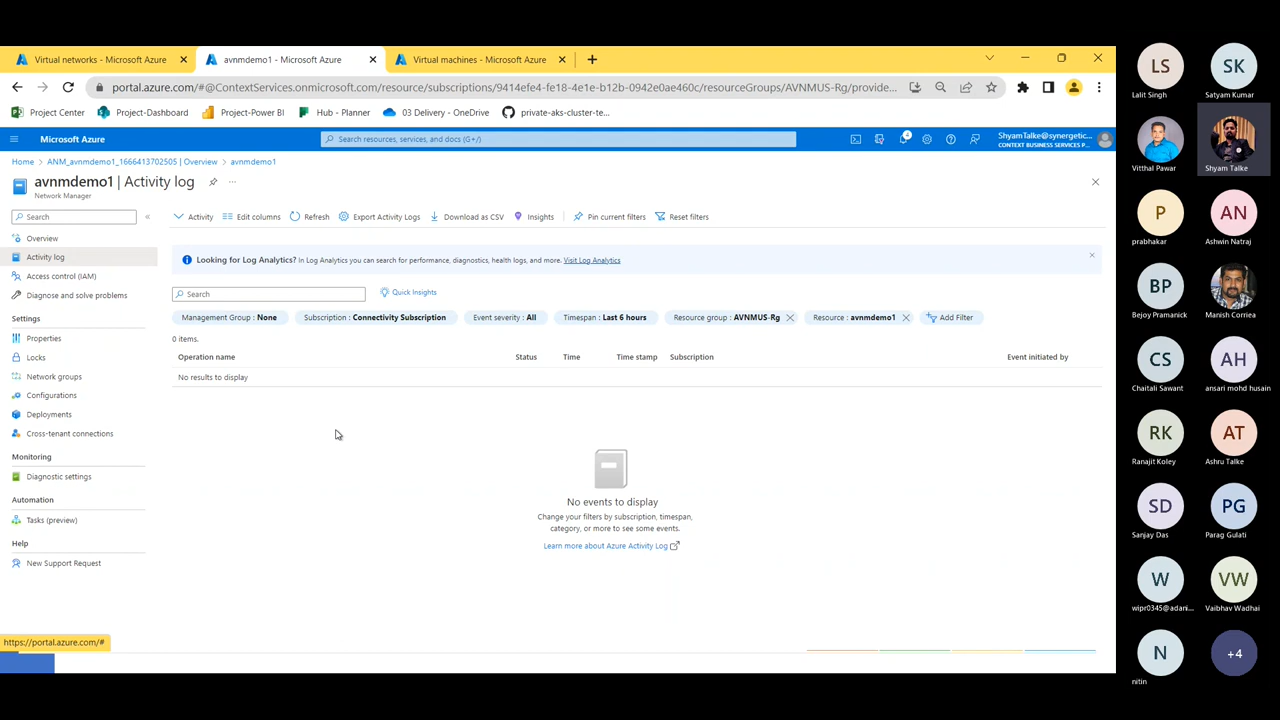 Virtual networks - Microsoft Azure
avnmdemo1 - Microsoft Azure
Virtual machines - Microsoft Azure
portal.azure.com/#@ContextServices.onmicrosoft.com/resource/subscriptions/9414efe4-fe18-4e1e-b12b-0942e0ae460c/resourceGroups/AVNMUS-Rg/provide...
Project Center
Project-Dashboard
Project-Power BI
Hub - Planner
03 Delivery - OneDrive
private-aks-cluster-te...
Microsoft Azure
Search resources, services, and docs (G+/)
4
ShyamTalke@synergetic...
CONTEXT BUSINESS SERVICES P...
Home > ANM_avnmdemo1_1666413702505 | Overview > avnmdemo1
avnmdemo1 | Activity log
Network Manager
Search
Overview
Activity log
Access control (IAM)
Diagnose and solve problems
Settings
Properties
Locks
Network groups
Configurations
Deployments
Cross-tenant connections
Monitoring
Diagnostic settings
Automation
Tasks (preview)
Help
New Support Request
https://portal.azure.com/#
Activity
Edit columns
Refresh
Export Activity Logs
Download as CSV
Insights
Pin current filters
Reset filters
Looking for Log Analytics? In Log Analytics you can search for performance, diagnostics, health logs, and more. Visit Log Analytics
Search
Quick Insights
Management Group : None
Subscription : Connectivity Subscription
Event severity : All
Timespan : Last 6 hours
Resource group : AVNMUS-Rg
Resource : avnmdemo1
Add Filter
0 items.
Operation name
Status
Time
Time stamp
Subscription
Event initiated by
No results to display
No events to display
Change your filters by subscription, timespan,
category, or more to see some events.
Learn more about Azure Activity Log
LS
Lalit Singh
SK
Satyam Kumar
Vitthal Pawar
Shyam Talke
P
prabhakar
AN
Ashwin Natraj
BP
Bejoy Pramanick
Manish Corriea
CS
Chaitali Sawant
AH
ansari mohd husain
RK
Ranajit Koley
AT
Ashru Talke
SD
Sanjay Das
PG
Parag Gulati
W
wipr0345@adani...
VW
Vaibhav Wadhai
N
nitin
+4